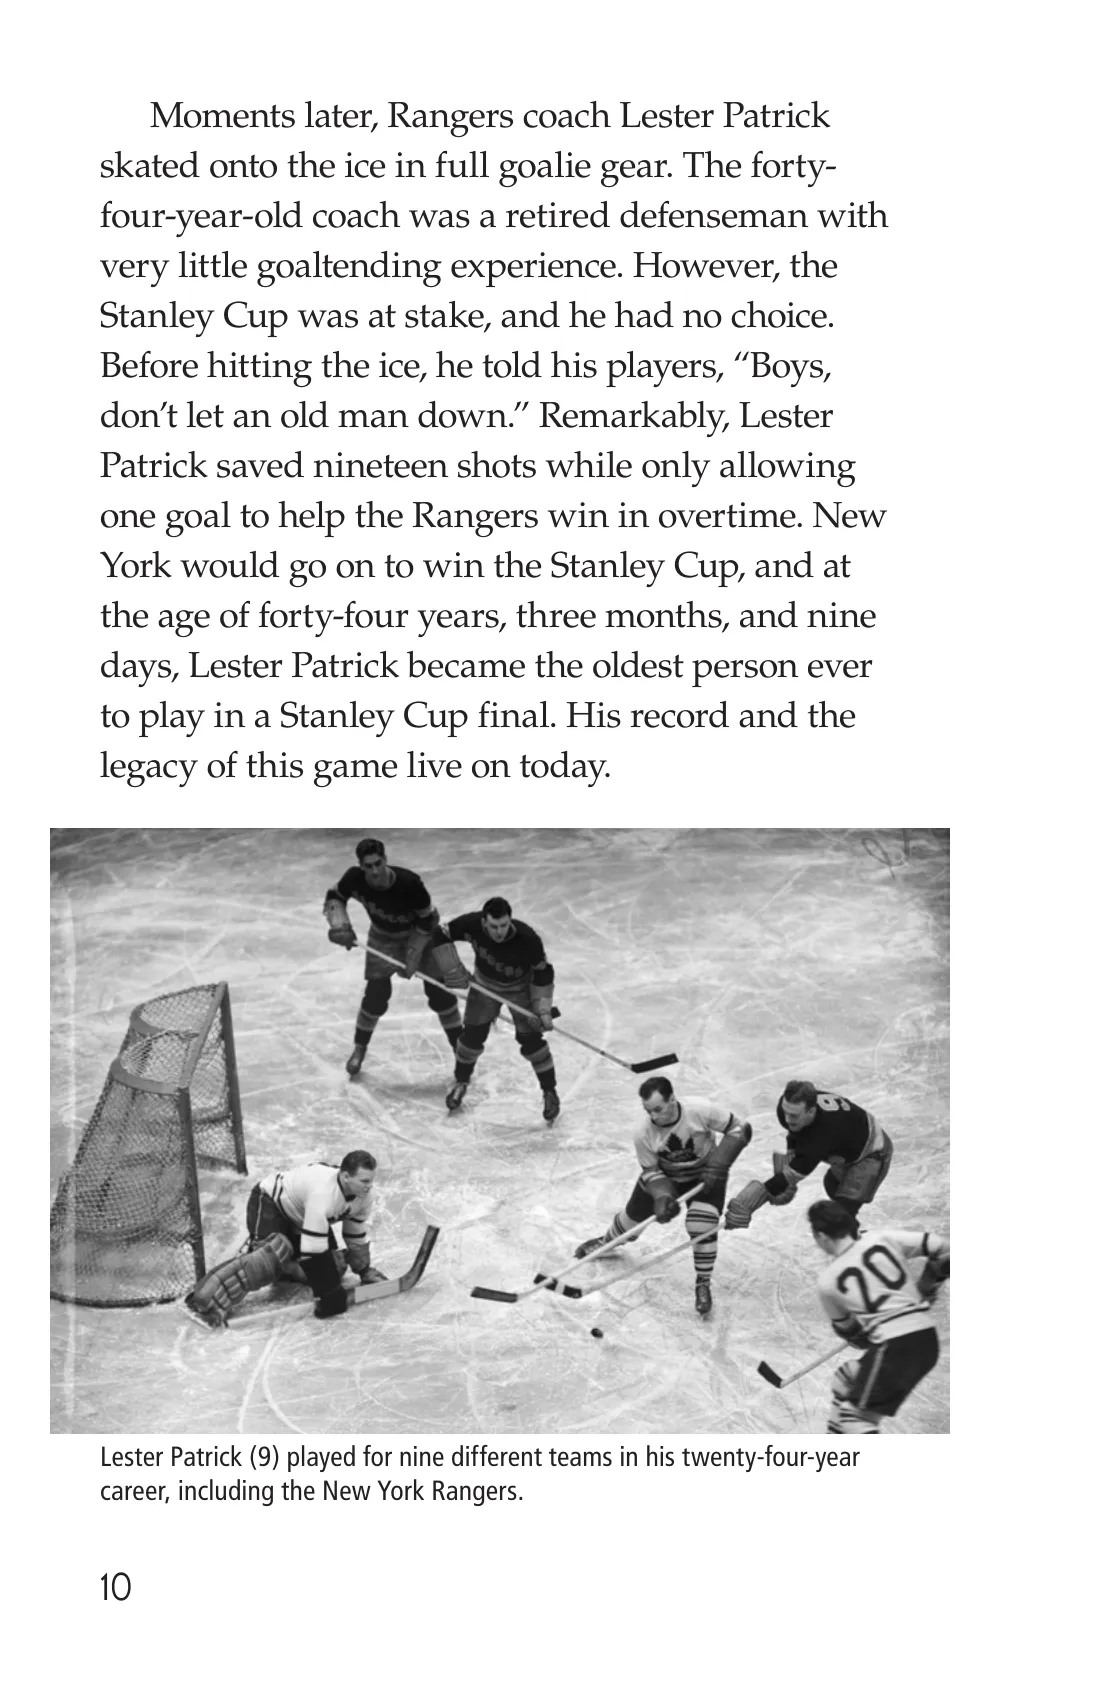 Moments later, Rangers coach Lester Patrick
skated onto the ice in full goalie gear. The forty-
four-year-old coach was a retired defenseman with
very little goaltending experience. However, the
Stanley Cup was at stake, and he had no choice.
Before hitting the ice, he told his players, “Boys,
don’t let an old man down.” Remarkably, Lester
Patrick saved nineteen shots while only allowing
one goal to help the Rangers win in overtime. New
York would go on to win the Stanley Cup, and at
the age of forty-four years, three months, and nine
days, Lester Patrick became the oldest person ever
to play in a Stanley Cup final. His record and the
legacy of this game live on today.
9
20
Lester Patrick (9) played for nine different teams in his twenty-four-year
career, including the New York Rangers.
10